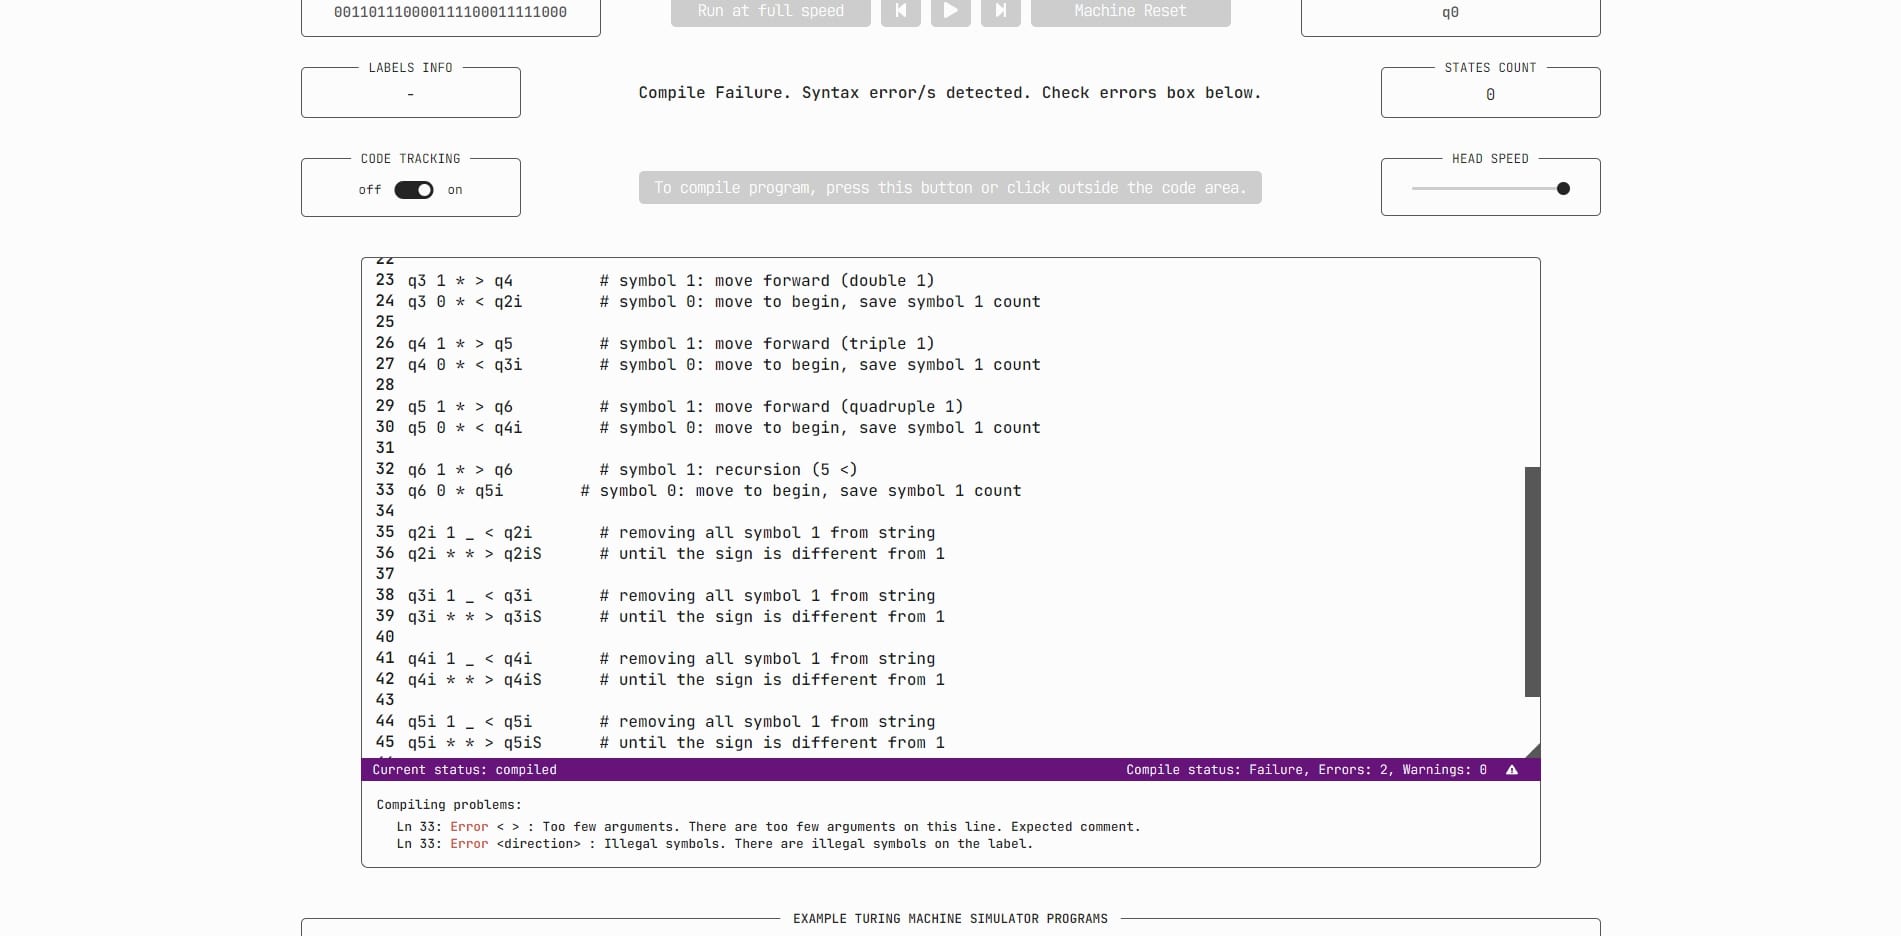 001101110000111100011111000
Run at full speed
Machine Reset
q0
LABELS INFO
-
Compile Failure. Syntax error/s detected. Check errors box below.
STATES COUNT
0
CODE TRACKING
off on
To compile program, press this button or click outside the code area.
HEAD SPEED
22
23 q3 1 * > q4 # symbol 1: move forward (double 1)
24 q3 0 * < q2i # symbol 0: move to begin, save symbol 1 count
25
26 q4 1 * > q5 # symbol 1: move forward (triple 1)
27 q4 0 * < q3i # symbol 0: move to begin, save symbol 1 count
28
29 q5 1 * > q6 # symbol 1: move forward (quadruple 1)
30 q5 0 * < q4i # symbol 0: move to begin, save symbol 1 count
31
32 q6 1 * > q6 # symbol 1: recursion (5 <)
33 q6 0 * q5i # symbol 0: move to begin, save symbol 1 count
34
35 q2i 1 _ < q2i # removing all symbol 1 from string
36 q2i * * > q2iS # until the sign is different from 1
37
38 q3i 1 _ < q3i # removing all symbol 1 from string
39 q3i * * > q3iS # until the sign is different from 1
40
41 q4i 1 _ < q4i # removing all symbol 1 from string
42 q4i * * > q4iS # until the sign is different from 1
43
44 q5i 1 _ < q5i # removing all symbol 1 from string
45 q5i * * > q5iS # until the sign is different from 1
Current status: compiled
Compile status: Failure, Errors: 2, Warnings: 0
Compiling problems:
Ln 33: Error < > : Too few arguments. There are too few arguments on this line. Expected comment.
Ln 33: Error <direction> : Illegal symbols. There are illegal symbols on the label.
EXAMPLE TURING MACHINE SIMULATOR PROGRAMS